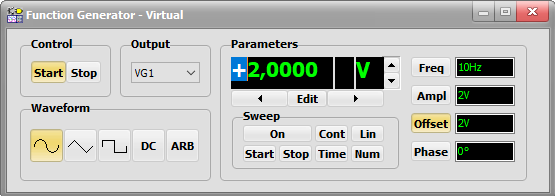 Function Generator - Virtual
Control
Start Stop
Output
VG1
Waveform
DC ARB
Parameters
+2,0000 V
Edit
Sweep
On Cont Lin
Start Stop Time Num
Freq 10Hz
Ampl 2V
Offset 2V
Phase 0°